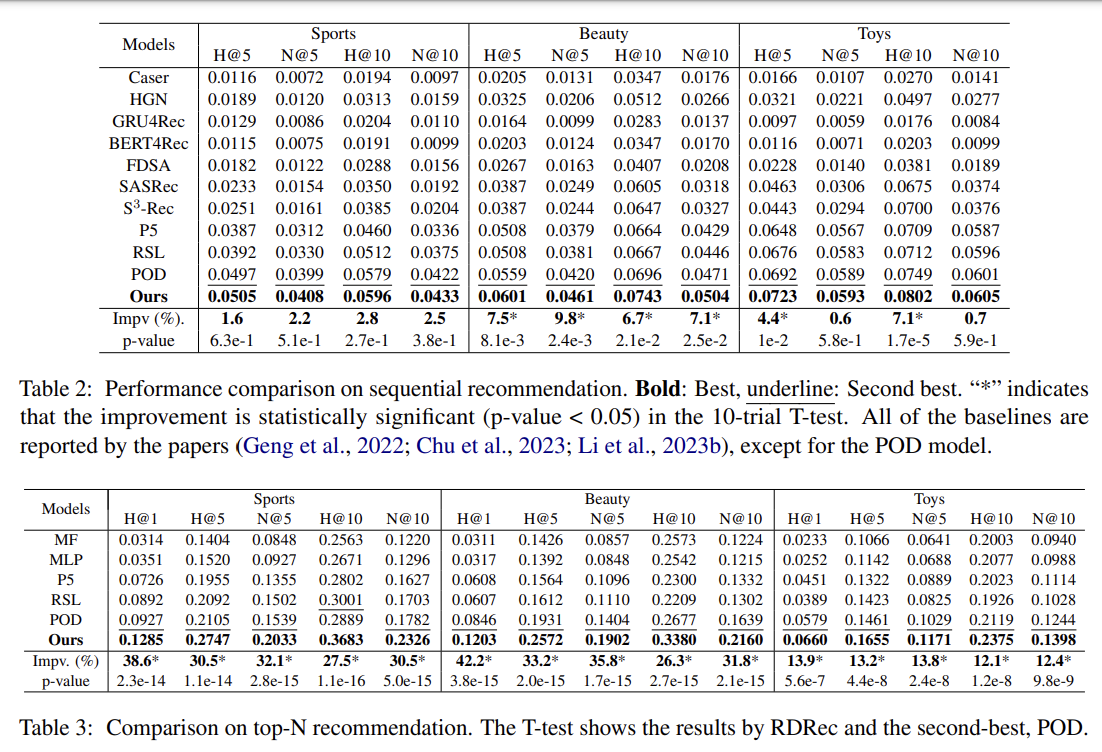 Models Sports Beauty Toys
H@5 N@5 H@10 N@10 H@5 N@5 H@10 N@10 H@5 N@5 H@10 N@10
Caser 0.0116 0.0072 0.0194 0.0097 0.0205 0.0131 0.0347 0.0176 0.0166 0.0107 0.0270 0.0141
HGN 0.0189 0.0120 0.0313 0.0159 0.0325 0.0206 0.0512 0.0266 0.0321 0.0221 0.0497 0.0277
GRU4Rec 0.0129 0.0086 0.0204 0.0110 0.0164 0.0099 0.0283 0.0137 0.0097 0.0059 0.0176 0.0084
BERT4Rec 0.0115 0.0075 0.0191 0.0099 0.0203 0.0124 0.0347 0.0170 0.0116 0.0071 0.0203 0.0099
FDSA 0.0182 0.0122 0.0288 0.0156 0.0267 0.0163 0.0407 0.0208 0.0228 0.0140 0.0381 0.0189
SASRec 0.0233 0.0154 0.0350 0.0192 0.0387 0.0249 0.0605 0.0318 0.0463 0.0306 0.0675 0.0374
S³-Rec 0.0251 0.0161 0.0385 0.0204 0.0387 0.0244 0.0647 0.0327 0.0443 0.0294 0.0700 0.0376
P5 0.0387 0.0312 0.0460 0.0336 0.0508 0.0379 0.0664 0.0429 0.0648 0.0567 0.0709 0.0587
RSL 0.0392 0.0330 0.0512 0.0375 0.0508 0.0381 0.0667 0.0446 0.0676 0.0583 0.0712 0.0596
POD 0.0497 0.0399 0.0579 0.0422 0.0559 0.0420 0.0696 0.0471 0.0692 0.0589 0.0749 0.0601
Ours 0.0505 0.0408 0.0596 0.0433 0.0601 0.0461 0.0743 0.0504 0.0723 0.0593 0.0802 0.0605
Impv (%). 1.6 2.2 2.8 2.5 7.5* 9.8* 6.7* 7.1* 4.4* 0.6 7.1* 0.7
p-value 6.3e-1 5.1e-1 2.7e-1 3.8e-1 8.1e-3 2.4e-3 2.1e-2 2.5e-2 1e-2 5.8e-1 1.7e-5 5.9e-1
Table 2: Performance comparison on sequential recommendation. Bold: Best, underline: Second best. “*” indicates
that the improvement is statistically significant (p-value < 0.05) in the 10-trial T-test. All of the baselines are
reported by the papers (Geng et al., 2022; Chu et al., 2023; Li et al., 2023b), except for the POD model.
Models Sports Beauty Toys
H@1 H@5 N@5 H@10 N@10 H@1 H@5 N@5 H@10 N@10 H@1 H@5 N@5 H@10 N@10
MF 0.0314 0.1404 0.0848 0.2563 0.1220 0.0311 0.1426 0.0857 0.2573 0.1224 0.0233 0.1066 0.0641 0.2003 0.0940
MLP 0.0351 0.1520 0.0927 0.2671 0.1296 0.0317 0.1392 0.0848 0.2542 0.1215 0.0252 0.1142 0.0688 0.2077 0.0988
P5 0.0726 0.1955 0.1355 0.2802 0.1627 0.0608 0.1564 0.1096 0.2300 0.1332 0.0451 0.1322 0.0889 0.2023 0.1114
RSL 0.0892 0.2092 0.1502 0.3001 0.1703 0.0607 0.1612 0.1110 0.2209 0.1302 0.0389 0.1423 0.0825 0.1926 0.1028
POD 0.0927 0.2105 0.1539 0.2889 0.1782 0.0846 0.1931 0.1404 0.2677 0.1639 0.0579 0.1461 0.1029 0.2119 0.1244
Ours 0.1285 0.2747 0.2033 0.3683 0.2326 0.1203 0.2572 0.1902 0.3380 0.2160 0.0660 0.1655 0.1171 0.2375 0.1398
Impv. (%) 38.6* 30.5* 32.1* 27.5* 30.5* 42.2* 33.2* 35.8* 26.3* 31.8* 13.9* 13.2* 13.8* 12.1* 12.4*
p-value 2.3e-14 1.1e-14 2.8e-15 1.1e-16 5.0e-15 3.8e-15 2.0e-15 1.7e-15 2.7e-15 2.1e-15 5.6e-7 4.4e-8 2.4e-8 1.2e-8 9.8e-9
Table 3: Comparison on top-N recommendation. The T-test shows the results by RDRec and the second-best, POD.